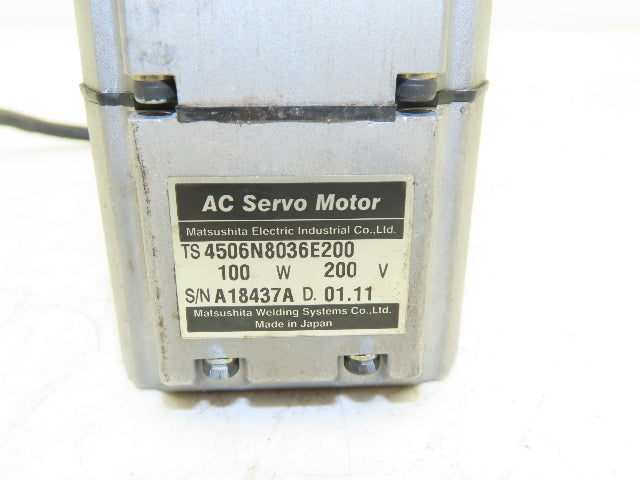 AC Servo Motor
Matsushita Electric Industrial Co.,Ltd.
TS 4506N8036E200
100 W 200 V
S/N A18437A D. 01.11
Matsushita Welding Systems Co.,Ltd.
Made in Japan